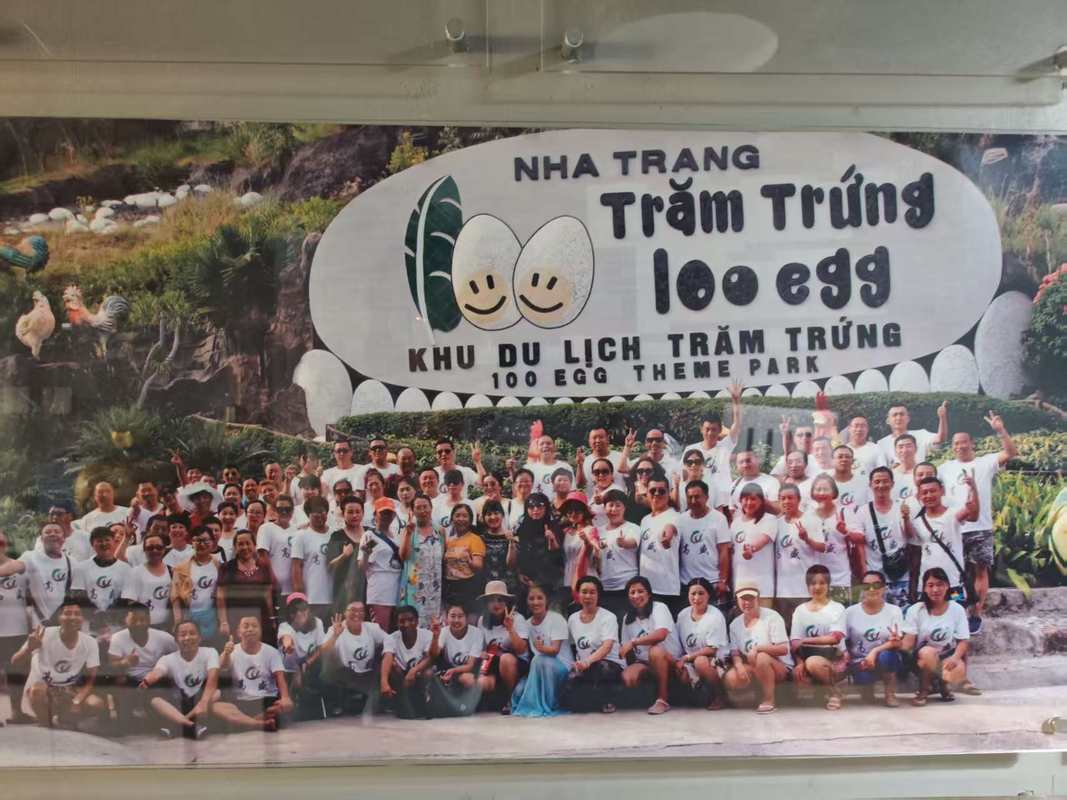 NHA TRANG
Trăm Trứng
100 egg
KHU DU LỊCH TRĂM TRỨNG
100 EGG THEME PARK